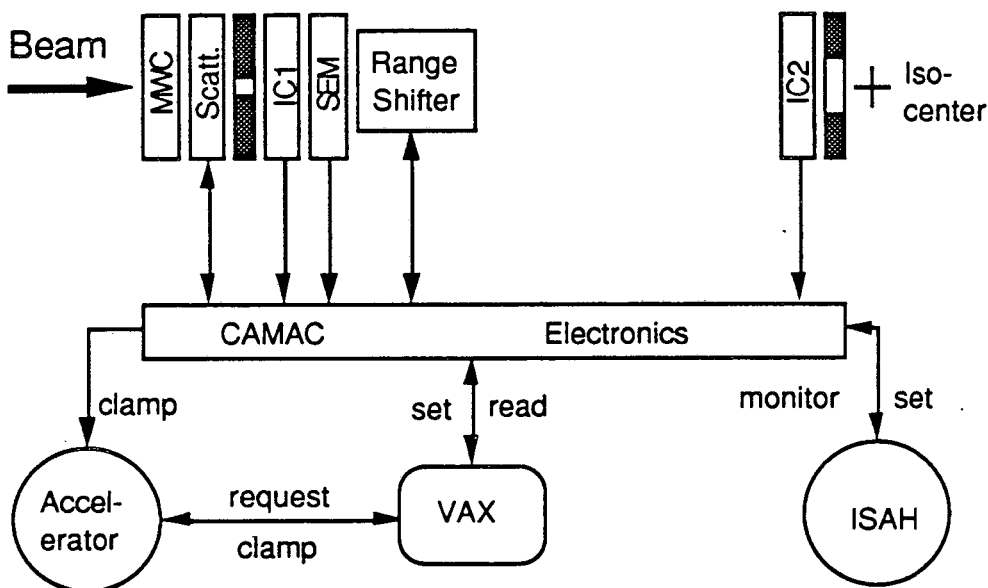 Beam
MWC
Scatt.
IC1
SEM
Range
Shifter
IC2
Iso-
center
CAMAC Electronics
clamp
set read
monitor set
Accel-
erator
request
clamp
VAX
ISAH